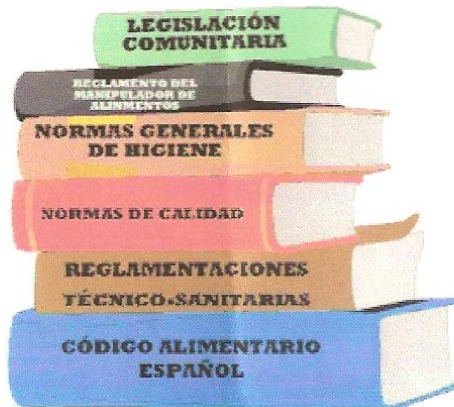 LEGISLACIÓN
COMUNITARIA
REGLAMENTO DEL
MANIPULADOR DE
ALINMENTOS
NORMAS GENERALES
DE HIGIENE
NORMAS DE CALIDAD
REGLAMENTACIONES
TÉCNICO-SANITARIAS
CÓDIGO ALIMENTARIO
ESPAÑOL